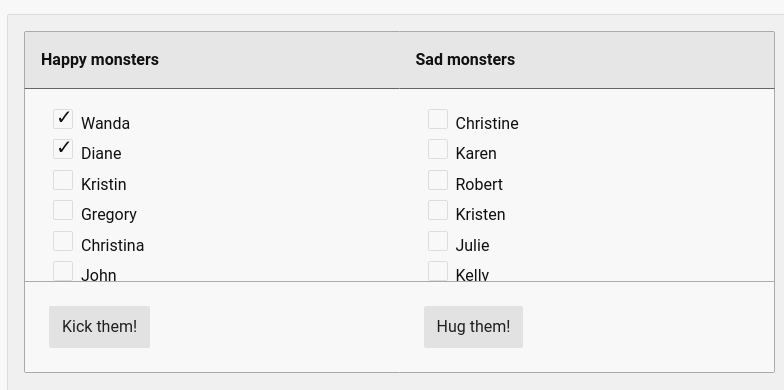 Happy monsters
Sad monsters
Wanda
Diane
Kristin
Gregory
Christina
John
Christine
Karen
Robert
Kristen
Julie
Kelly
Kick them!
Hug them!